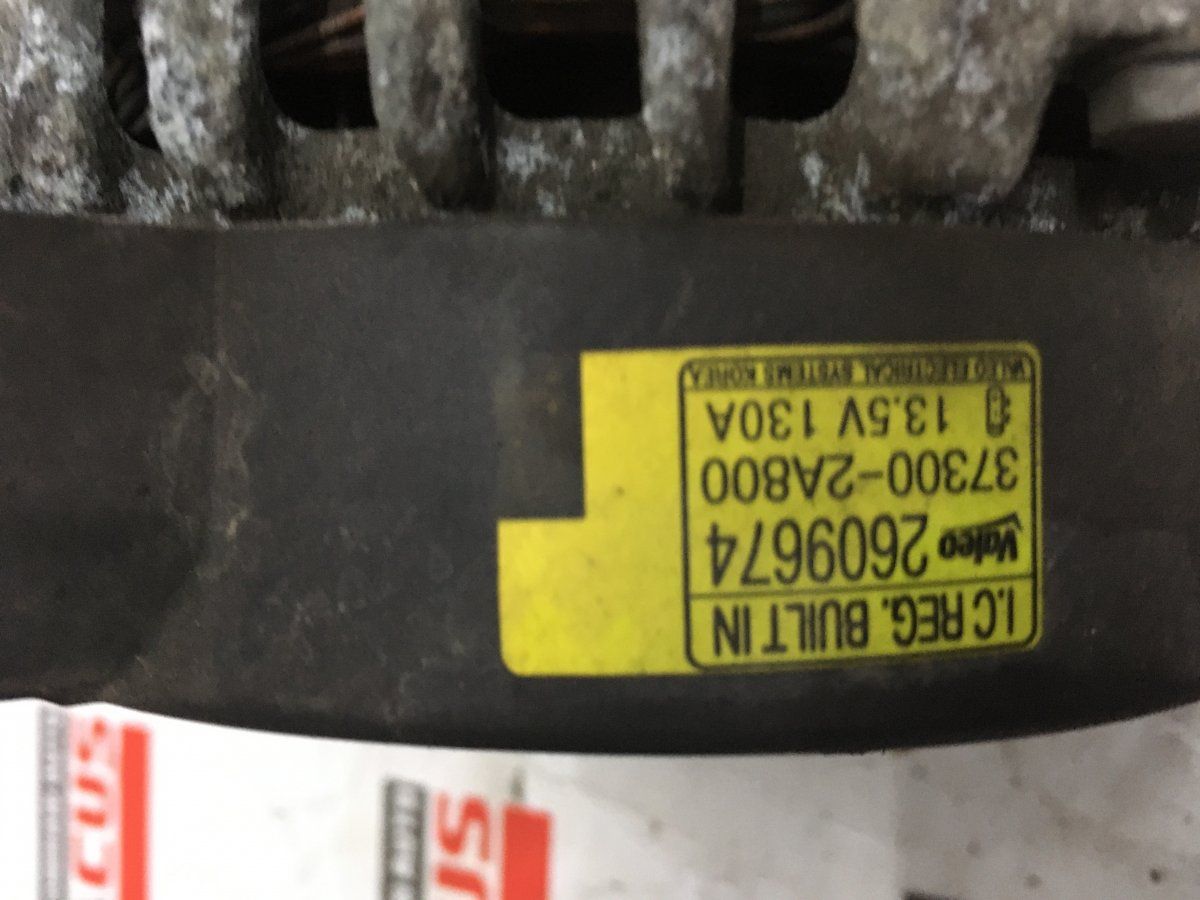 I.C REG. BUILT IN
Valeo 2609674
37300-2A800
13.5V 130A
VALEO ELECTRICAL SYSTEMS KOREA